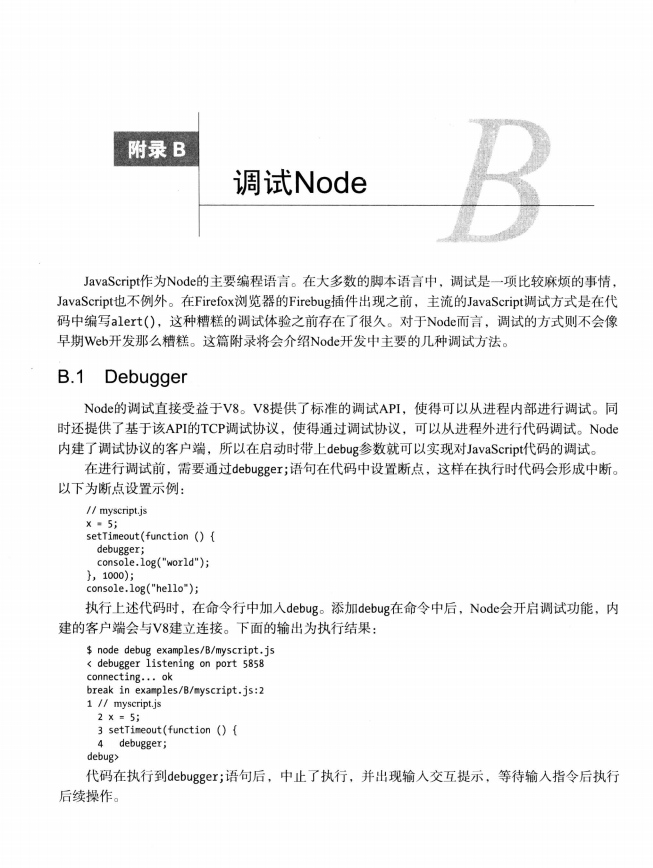 附录 B
B
调试Node
JavaScript作为Node的主要编程语言。在大多数的脚本语言中，调试是一项比较麻烦的事情，
JavaScript也不例外。在Firefox浏览器的Firebug插件出现之前，主流的JavaScript调试方式是在代
码中编写alert()，这种糟糕的调试体验之前存在了很久。对于Node而言，调试的方式则不会像
早期Web开发那么糟糕。这篇附录将会介绍Node开发中主要的几种调试方法。
B.1 Debugger
Node的调试直接受益于V8。V8提供了标准的调试API，使得可以从进程内部进行调试。同
时还提供了基于该API的TCP调试协议，使得通过调试协议，可以从进程外进行代码调试。Node
内建了调试协议的客户端，所以在启动时带上debug参数就可以实现对JavaScript代码的调试。
在进行调试前，需要通过debugger;语句在代码中设置断点，这样在执行时代码会形成中断。
以下为断点设置示例：
// myscript.js
x = 5;
setTimeout(function () {
debugger;
console.log("world");
}, 1000);
console.log("hello");
执行上述代码时，在命令行中加入debug。添加debug在命令中后，Node会开启调试功能，内
建的客户端会与V8建立连接。下面的输出为执行结果：
$ node debug examples/B/myscript.js
< debugger listening on port 5858
connecting... ok
break in examples/B/myscript.js:2
1 // myscript.js
2 x = 5;
3 setTimeout(function () {
4 debugger;
debug>
代码在执行到debugger;语句后，中止了执行，并出现输入交互提示，等待输入指令后执行
后续操作。